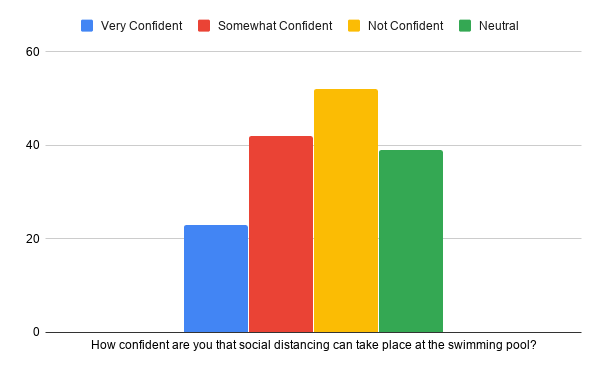 Very Confident Somewhat Confident Not Confident Neutral
60
40
20
0
How confident are you that social distancing can take place at the swimming pool?